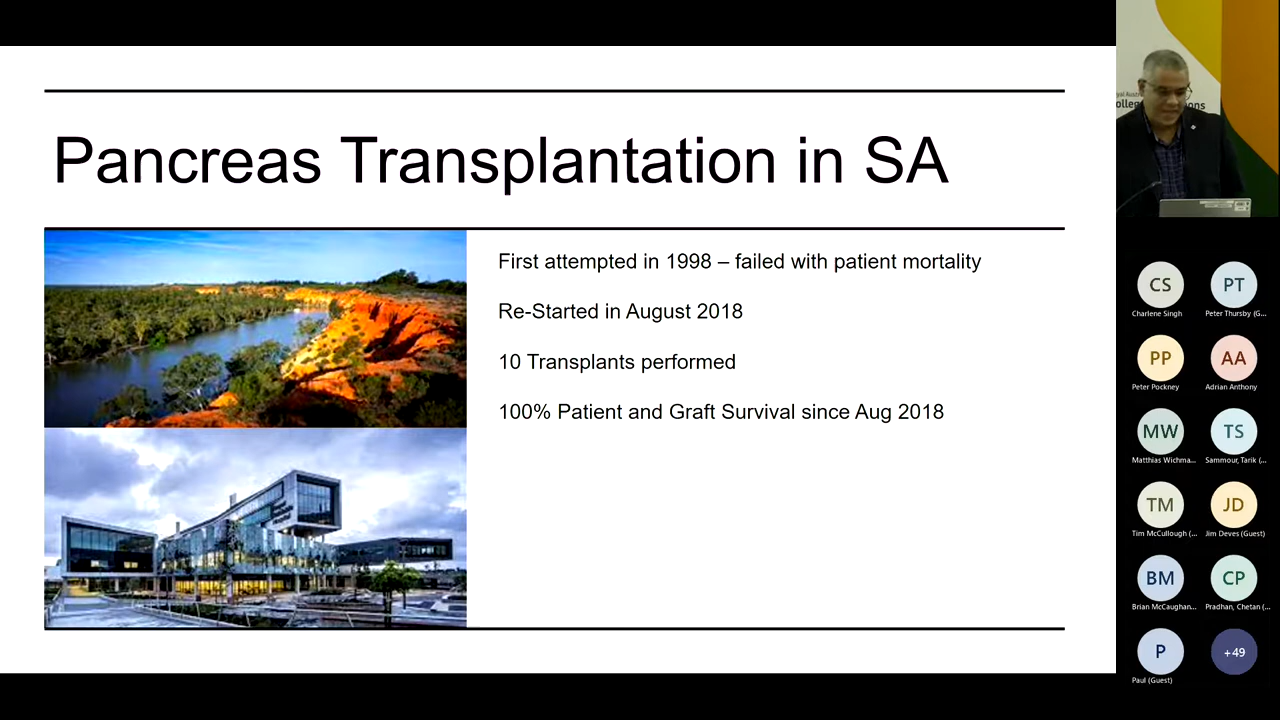 Pancreas Transplantation in SA
First attempted in 1998 – failed with patient mortality
Re-Started in August 2018
10 Transplants performed
100% Patient and Graft Survival since Aug 2018
CS
Charlene Singh
PT
Peter Thursby (G...
PP
Peter Pockney
AA
Adrian Anthony
MW
Matthias Wichma...
TS
Sammour, Tarik (...
TM
Tim McCullough (...
JD
Jim Deves (Guest)
BM
Brian McCaughan...
CP
Pradhan, Chetan (...
P
Paul (Guest)
+49